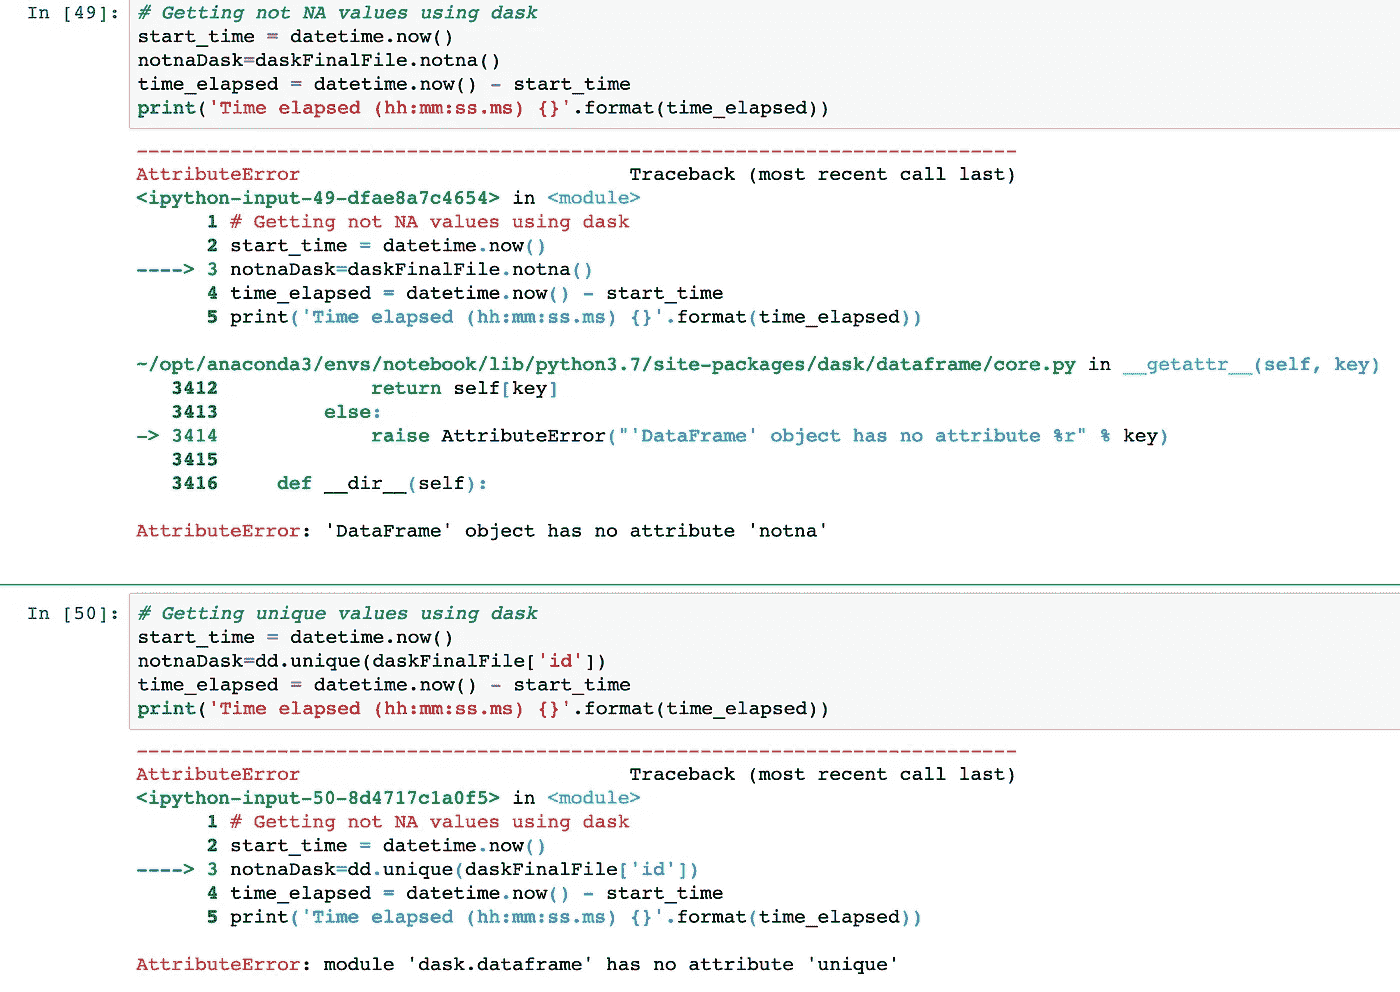 In [49]: # Getting not NA values using dask
start_time = datetime.now()
notnaDask=daskFinalFile.notna()
time_elapsed = datetime.now() - start_time
print('Time elapsed (hh:mm:ss.ms) {}'.format(time_elapsed))
---------------------------------------------------------------------------
AttributeError                            Traceback (most recent call last)
<ipython-input-49-dfae8a7c4654> in <module>
      1 # Getting not NA values using dask
      2 start_time = datetime.now()
----> 3 notnaDask=daskFinalFile.notna()
      4 time_elapsed = datetime.now() - start_time
      5 print('Time elapsed (hh:mm:ss.ms) {}'.format(time_elapsed))
~/opt/anaconda3/envs/notebook/lib/python3.7/site-packages/dask/dataframe/core.py in __getattr__(self, key)
   3412             return self[key]
   3413         else:
-> 3414             raise AttributeError("'DataFrame' object has no attribute %r" % key)
   3415
   3416     def __dir__(self):
AttributeError: 'DataFrame' object has no attribute 'notna'
In [50]: # Getting unique values using dask
start_time = datetime.now()
notnaDask=dd.unique(daskFinalFile['id'])
time_elapsed = datetime.now() - start_time
print('Time elapsed (hh:mm:ss.ms) {}'.format(time_elapsed))
---------------------------------------------------------------------------
AttributeError                            Traceback (most recent call last)
<ipython-input-50-8d4717c1a0f5> in <module>
      1 # Getting not NA values using dask
      2 start_time = datetime.now()
----> 3 notnaDask=dd.unique(daskFinalFile['id'])
      4 time_elapsed = datetime.now() - start_time
      5 print('Time elapsed (hh:mm:ss.ms) {}'.format(time_elapsed))
AttributeError: module 'dask.dataframe' has no attribute 'unique'